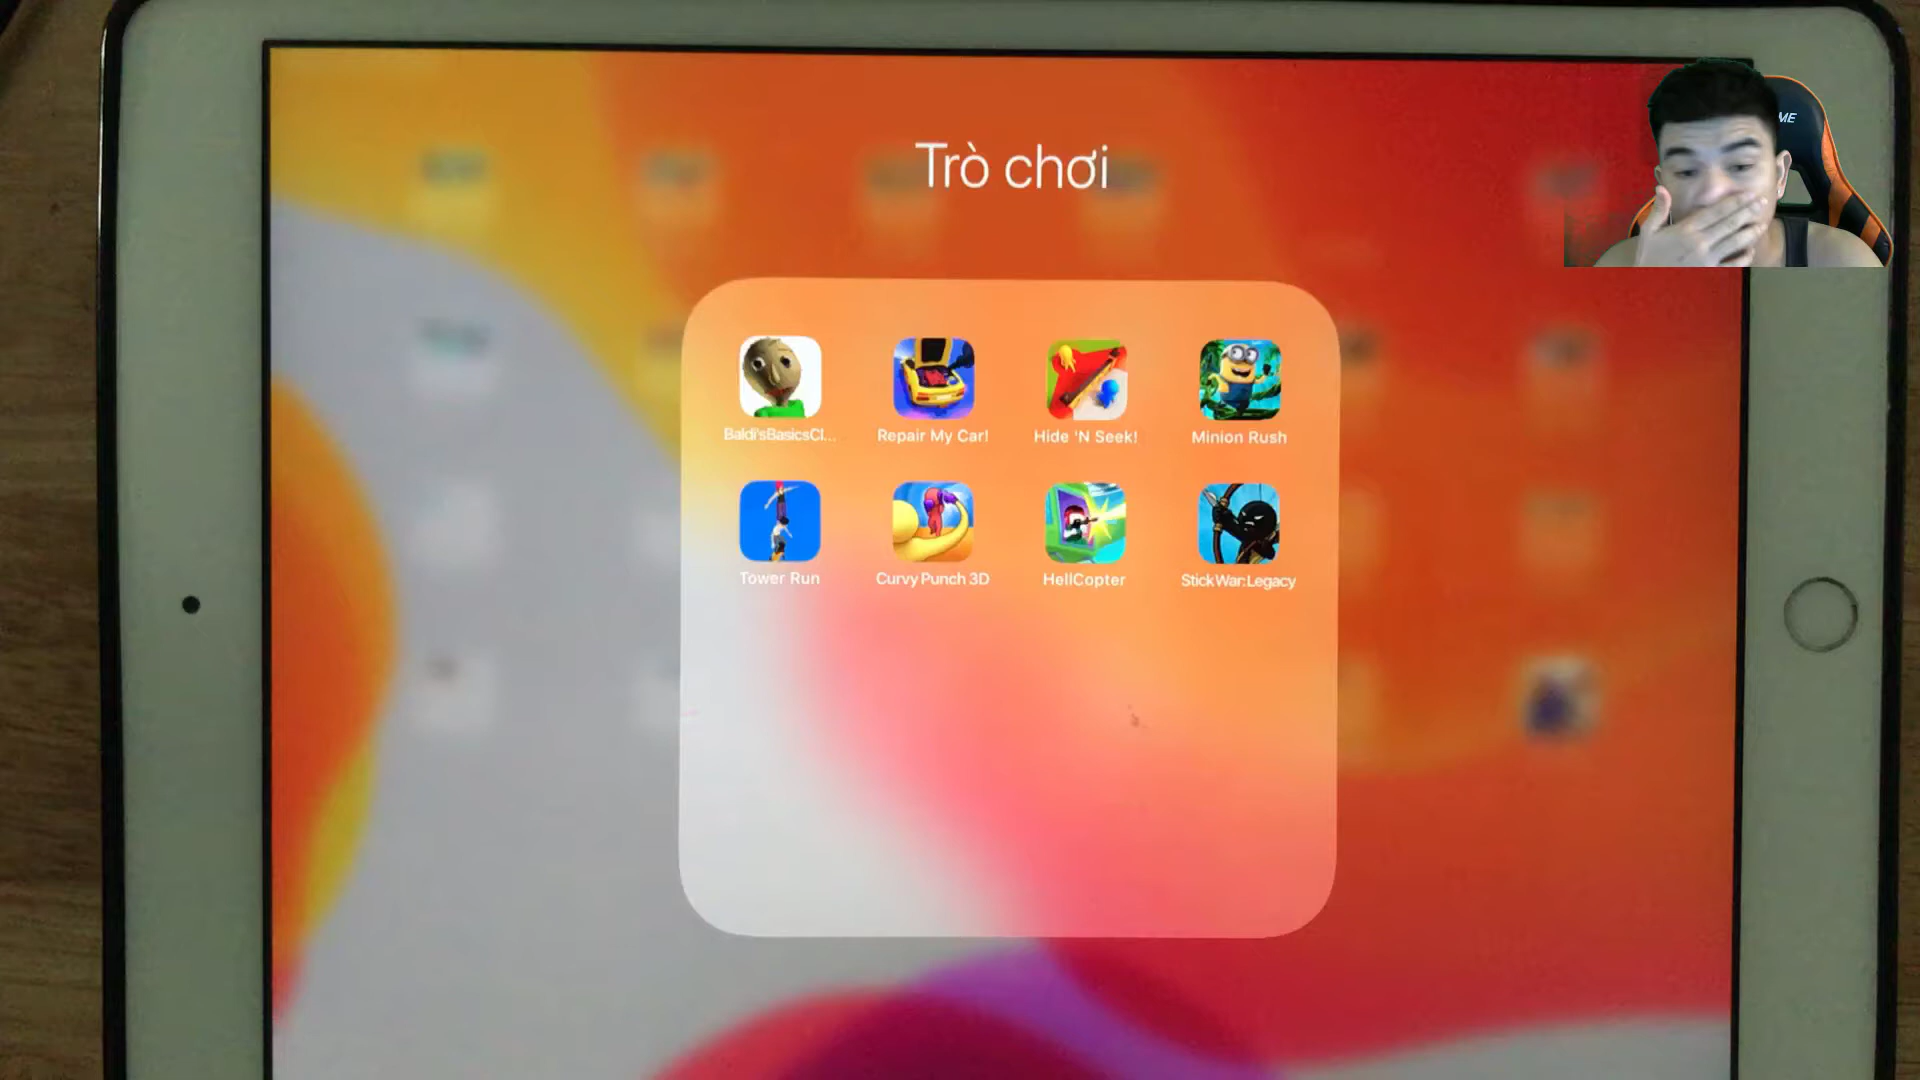 Trò chơi
ME
Baldi'sBasicsCl...
Repair My Car!
Hide 'N Seek!
Minion Rush
Tower Run
Curvy Punch 3D
HellCopter
Stick War: Legacy